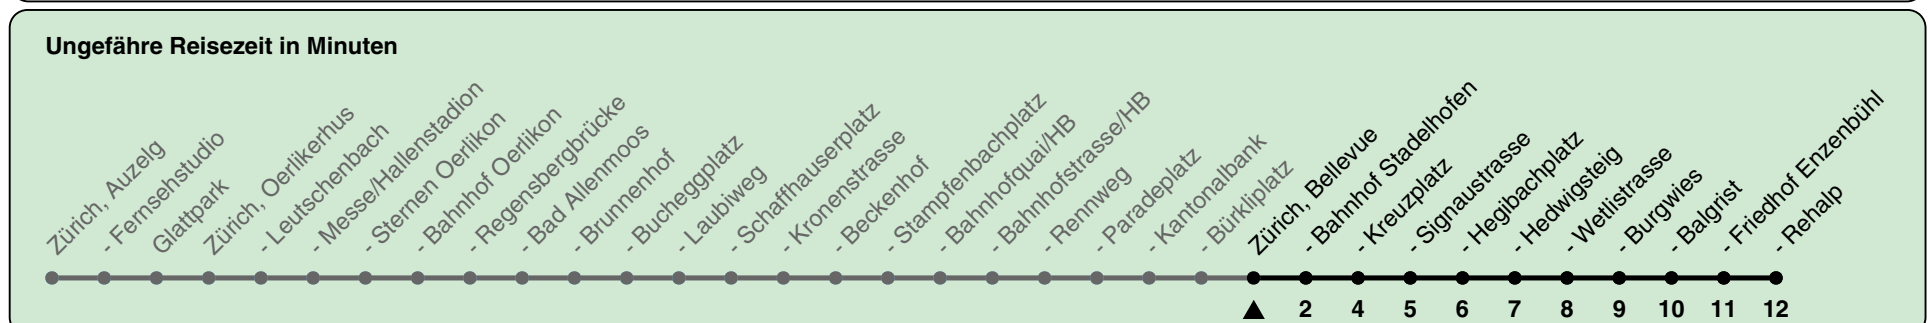 Ungefähre Reisezeit in Minuten
Zürich, Auzelg
- Fernsehstudio
Glattpark
Zürich, Oerlikerhus
- Leutschenbach
- Messe/Hallenstadion
- Sternen Oerlikon
- Bahnhof Oerlikon
- Regensbergbrücke
- Bad Allenmoos
- Brunnenhof
- Bucheggplatz
- Laubiweg
- Schaffhauserplatz
- Kronenstrasse
- Beckenhof
- Stampfenbachplatz
- Bahnhofquai/HB
- Bahnhofstrasse/HB
- Rennweg
- Paradeplatz
- Kantonalbank
- Bürkliplatz
Zürich, Bellevue
- Bahnhof Stadelhofen
- Kreuzplatz
- Signaustrasse
- Hegibachplatz
- Hedwigsteig
- Wetlistrasse
- Burgwies
- Balgrist
- Friedhof Enzenbühl
- Rehalp
2 4 5 6 7 8 9 10 11 12